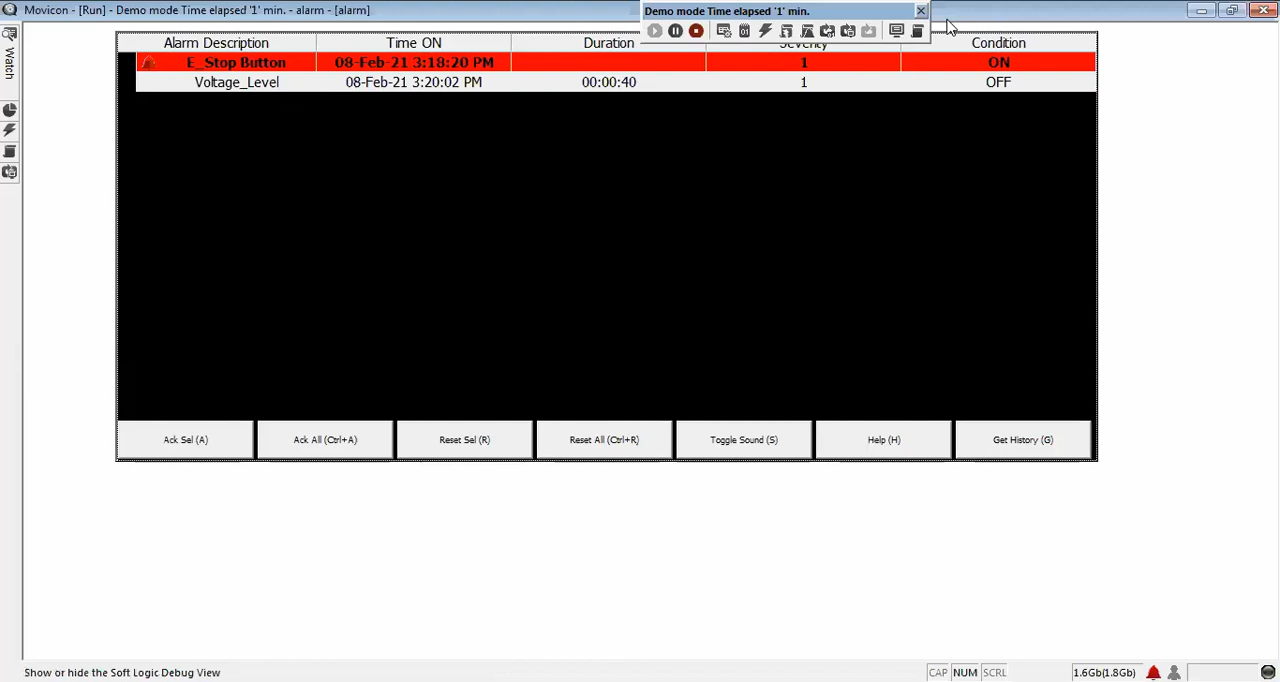 Movicon - [Run] - Demo mode Time elapsed '1' min. - alarm - [alarm]
Demo mode Time elapsed '1' min.
Watch
Alarm Description Time ON Duration Severity Condition
E_Stop Button 08-Feb-21 3:18:20 PM 1 ON
Voltage_Level 08-Feb-21 3:20:02 PM 00:00:40 1 OFF
Ack Sel (A) Ack All (Ctrl+A) Reset Sel (R) Reset All (Ctrl+R) Toggle Sound (S) Help (H) Get History (G)
Show or hide the Soft Logic Debug View CAP NUM SCRL 1.6Gb(1.8Gb)